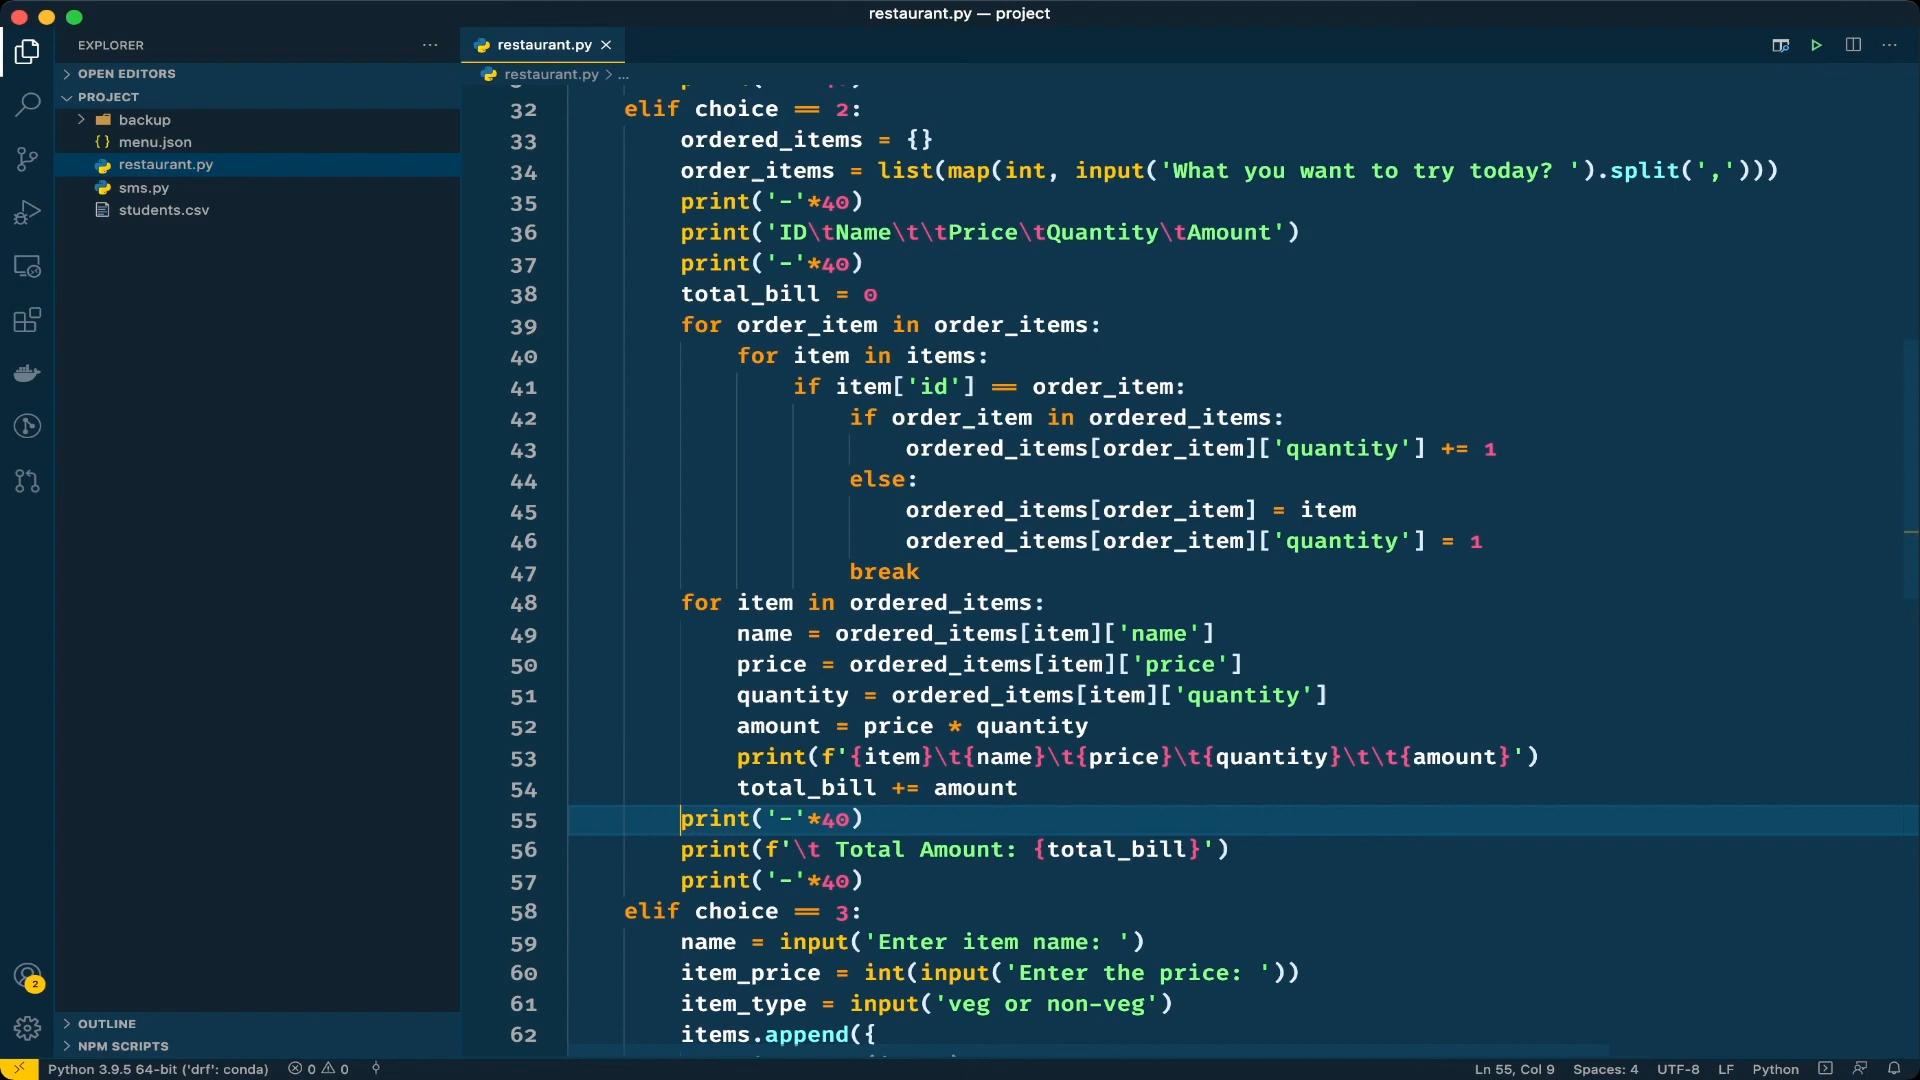 restaurant.py — project
EXPLORER
OPEN EDITORS
PROJECT
backup
menu.json
restaurant.py
sms.py
students.csv
OUTLINE
NPM SCRIPTS
restaurant.py
restaurant.py > ...
32 elif choice == 2:
33 ordered_items = {}
34 order_items = list(map(int, input('What you want to try today? ').split(',')))
35 print('-'*40)
36 print('ID\tName\t\tPrice\tQuantity\tAmount')
37 print('-'*40)
38 total_bill = 0
39 for order_item in order_items:
40 for item in items:
41 if item['id'] == order_item:
42 if order_item in ordered_items:
43 ordered_items[order_item]['quantity'] += 1
44 else:
45 ordered_items[order_item] = item
46 ordered_items[order_item]['quantity'] = 1
47 break
48 for item in ordered_items:
49 name = ordered_items[item]['name']
50 price = ordered_items[item]['price']
51 quantity = ordered_items[item]['quantity']
52 amount = price * quantity
53 print(f'{item}\t{name}\t{price}\t{quantity}\t\t{amount}')
54 total_bill += amount
55 print('-'*40)
56 print(f'\t Total Amount: {total_bill}')
57 print('-'*40)
58 elif choice == 3:
59 name = input('Enter item name: ')
60 item_price = int(input('Enter the price: '))
61 item_type = input('veg or non-veg')
62 items.append({
2
Python 3.9.5 64-bit ('drf': conda) 0 0 Ln 55, Col 9 Spaces: 4 UTF-8 LF Python